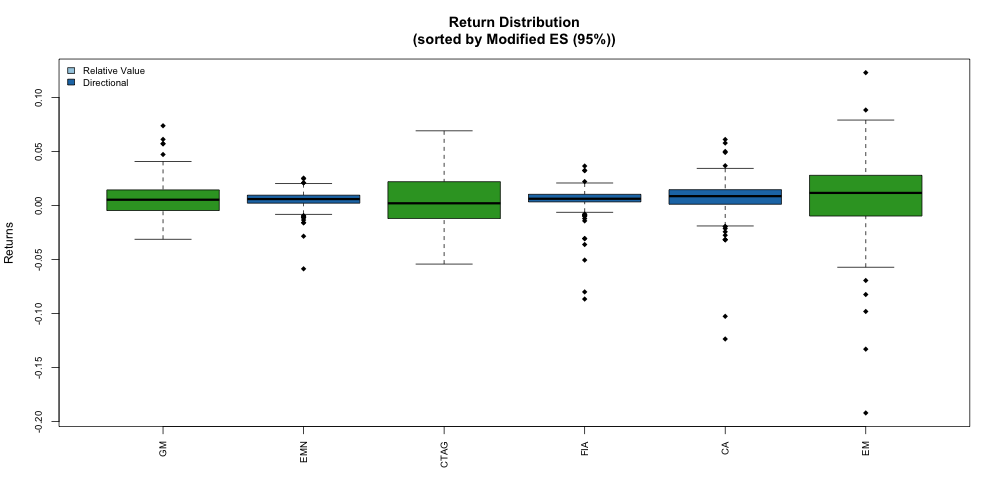 Return Distribution
(sorted by Modified ES (95%))
Relative Value
Directional
Returns
0.10
0.05
0.00
-0.05
-0.10
-0.15
-0.20
GM
EMN
CTAG
FIA
CA
EM